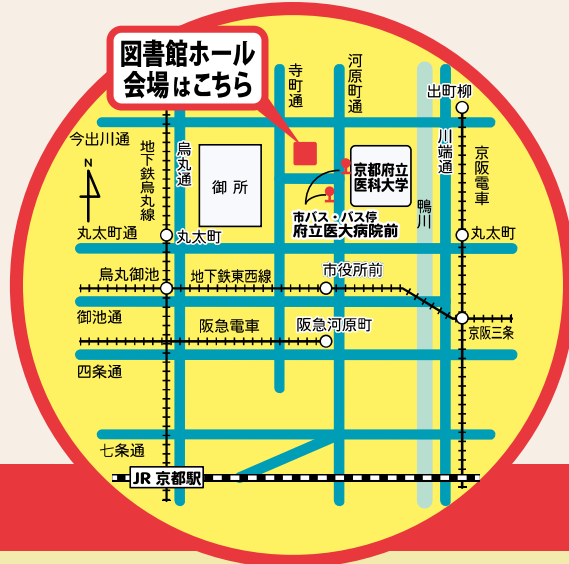 図書館ホール
会場はこちら
寺町通
河原町通
出町柳
今出川通
地下鉄烏丸線
烏丸通
御所
京都府立
医科大学
川端通
京阪電車
N
鴨川
市バス・バス停
府立医大病院前
丸太町通
丸太町
丸太町
烏丸御池
地下鉄東西線
市役所前
御池通
阪急電車
阪急河原町
京阪三条
四条通
七条通
JR 京都駅